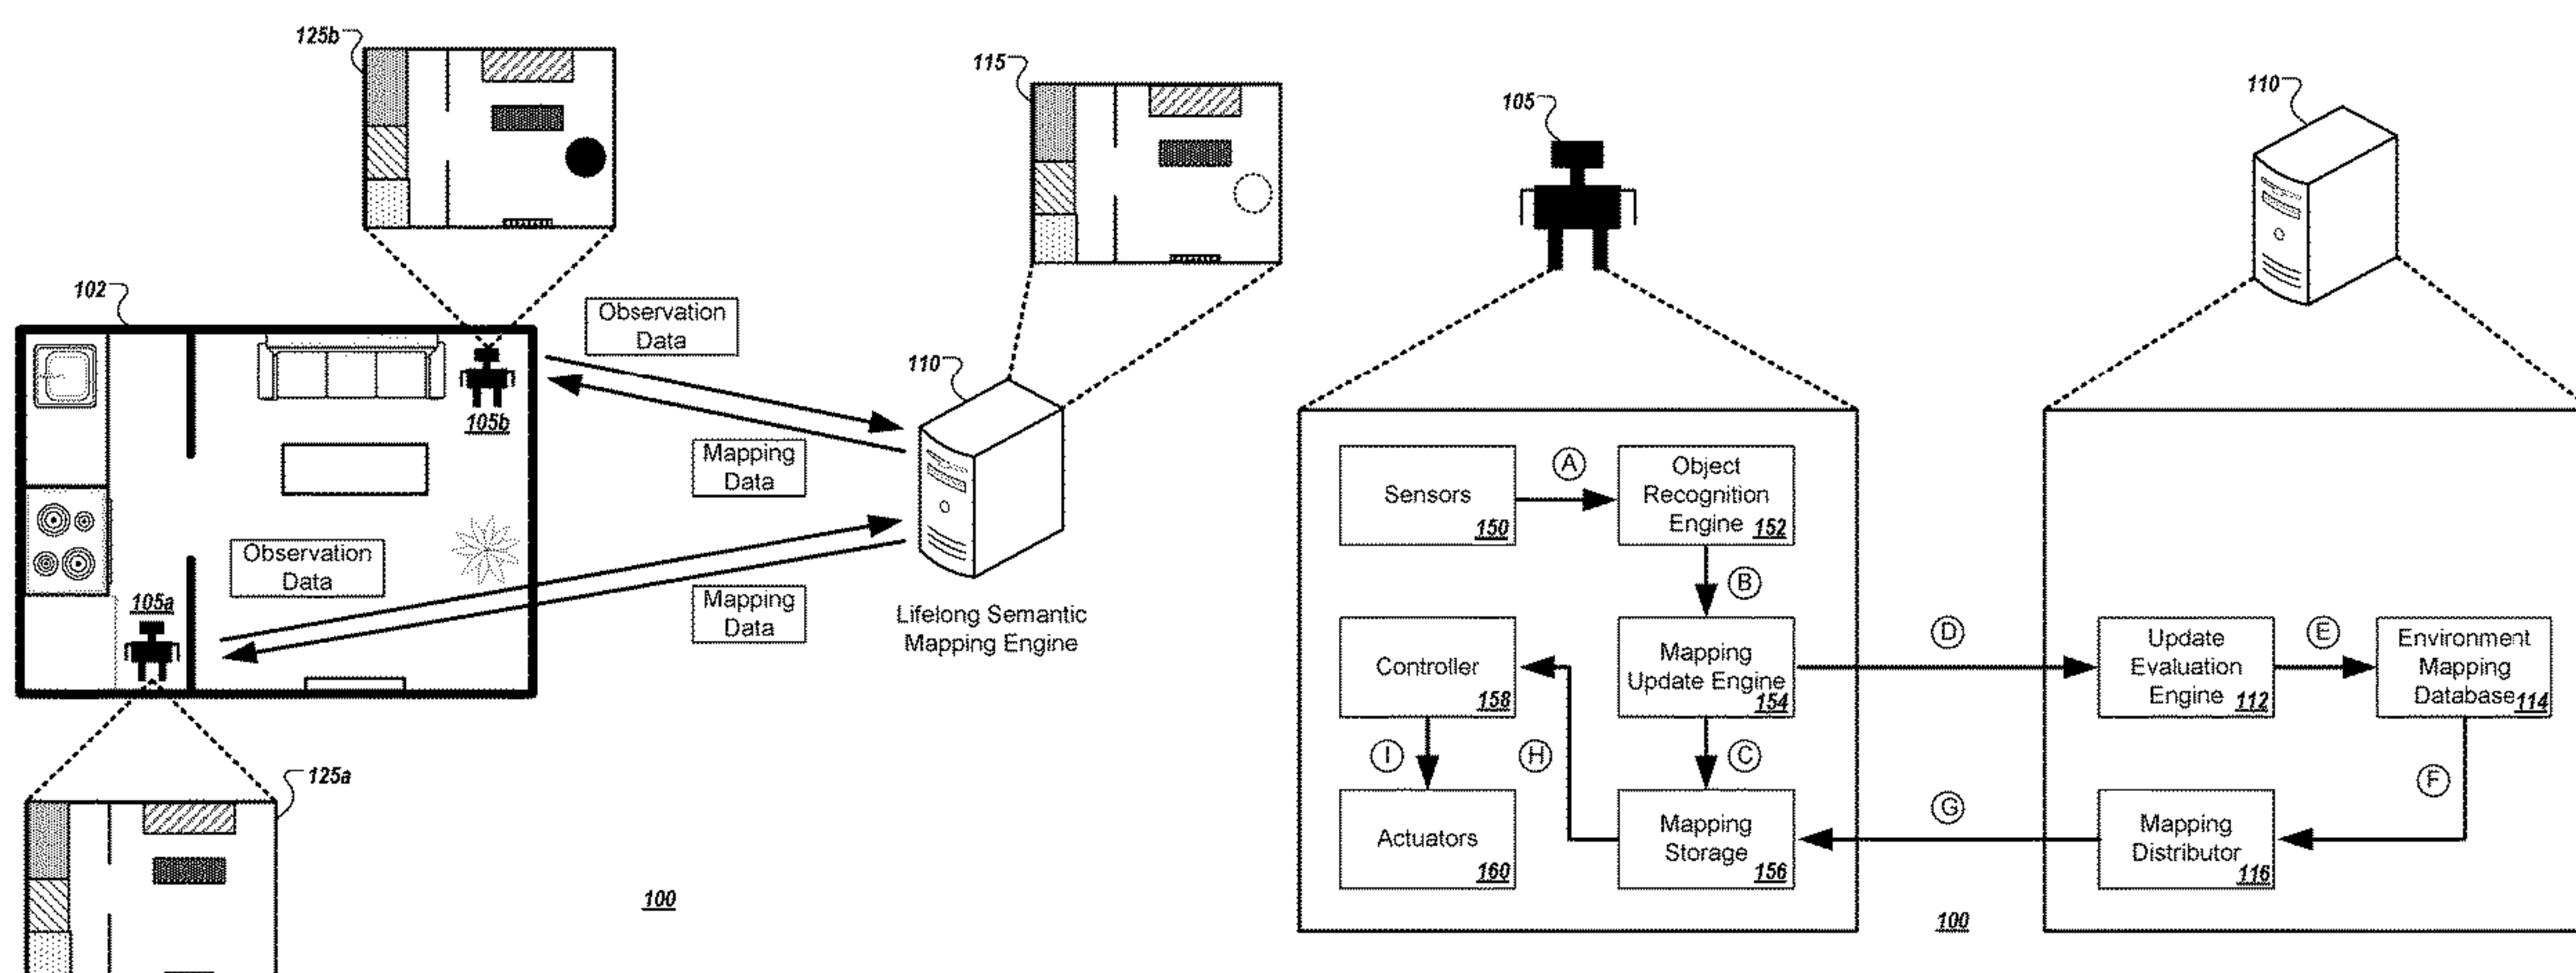 125b
115
105
110
102
Observation
Data
110
105b
Mapping
Data
Observation
Data
105a
Mapping
Data
Lifelong Semantic
Mapping Engine
125a
100
Sensors
150
A
Object
Recognition
Engine 152
B
Controller
158
Mapping
Update Engine
154
D
Update
Evaluation
Engine 112
E
Environment
Mapping
Database 114
I
H
C
F
Actuators
160
Mapping
Storage
156
G
Mapping
Distributor
116
100